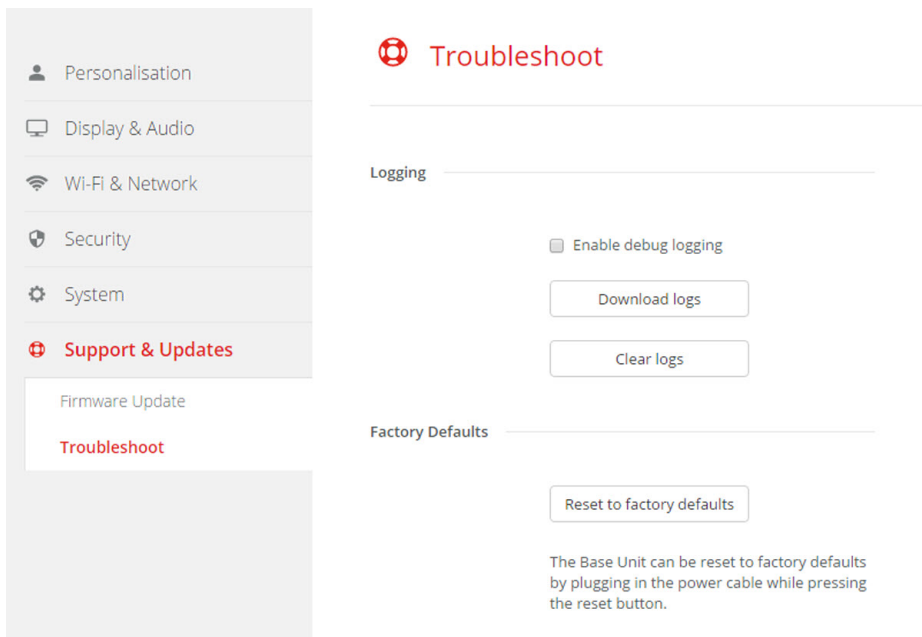 Personalisation
Display & Audio
Wi-Fi & Network
Security
System
Support & Updates
Firmware Update
Troubleshoot
Troubleshoot
Logging
Enable debug logging
Download logs
Clear logs
Factory Defaults
Reset to factory defaults
The Base Unit can be reset to factory defaults
by plugging in the power cable while pressing
the reset button.